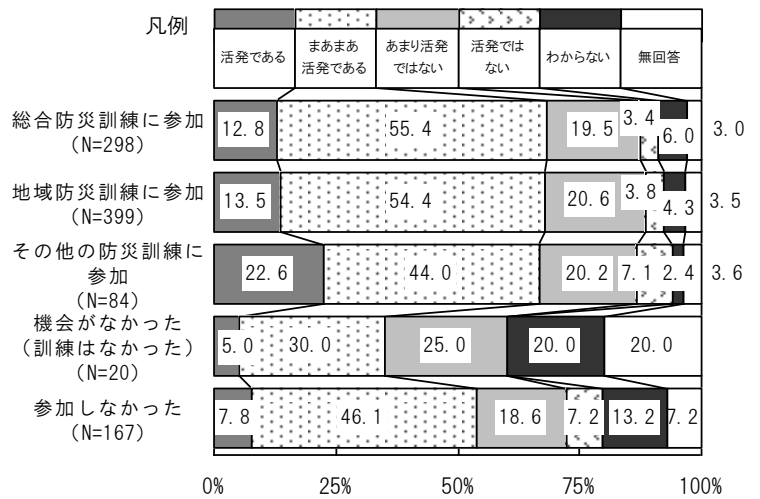 凡例
活発である
まあまあ
活発である
あまり活発
ではない
活発では
ない
わからない
無回答
総合防災訓練に参加
(N=298)
12.8 55.4 19.5 3.4 6.0 3.0
地域防災訓練に参加
(N=399)
13.5 54.4 20.6 3.8 4.3 3.5
その他の防災訓練に
参加
(N=84)
22.6 44.0 20.2 7.1 2.4 3.6
機会がなかった
(訓練はなかった)
(N=20)
5.0 30.0 25.0 20.0 20.0
参加しなかった
(N=167)
7.8 46.1 18.6 7.2 13.2 7.2
0% 25% 50% 75% 100%